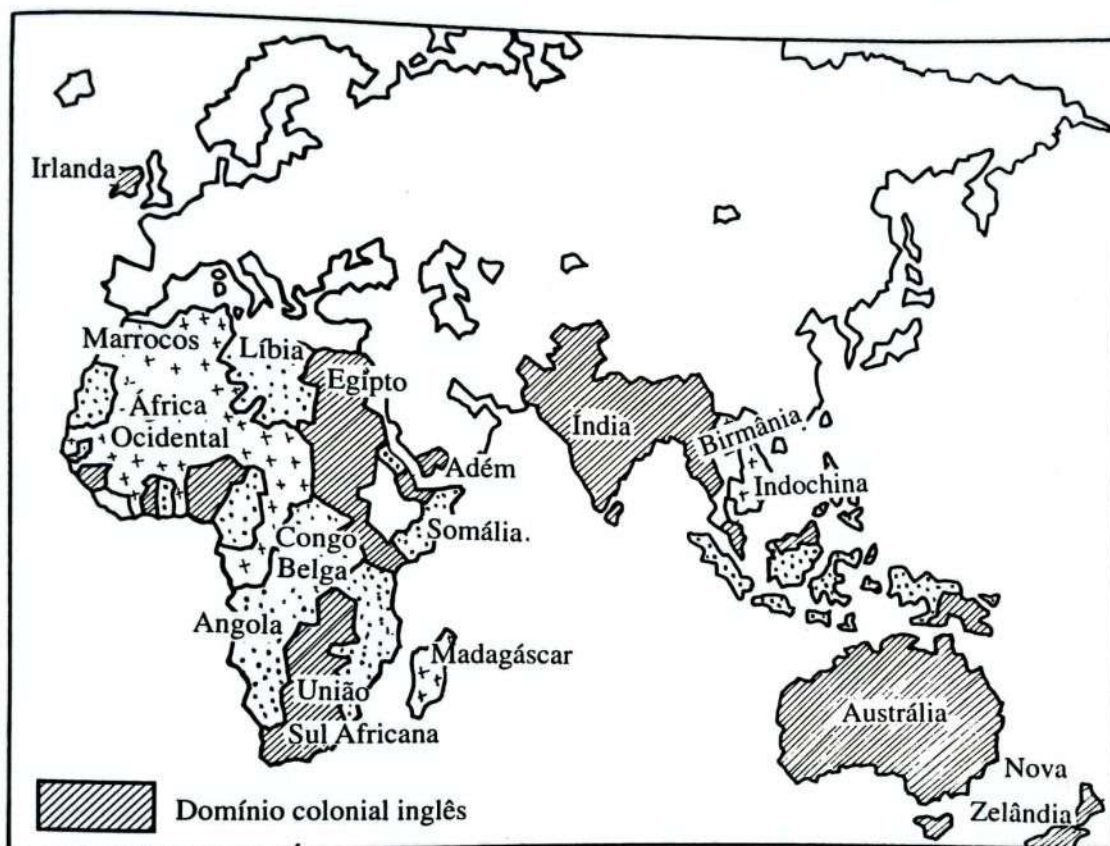 Irlanda
Marrocos
Líbia
Egipto
África
Ocidental
Índia
Birmânia
Adém
Indochina
Somália.
Congo
Belga
Angola
Madagáscar
União
Sul Africana
Austrália
Nova
Zelândia
Domínio colonial inglês